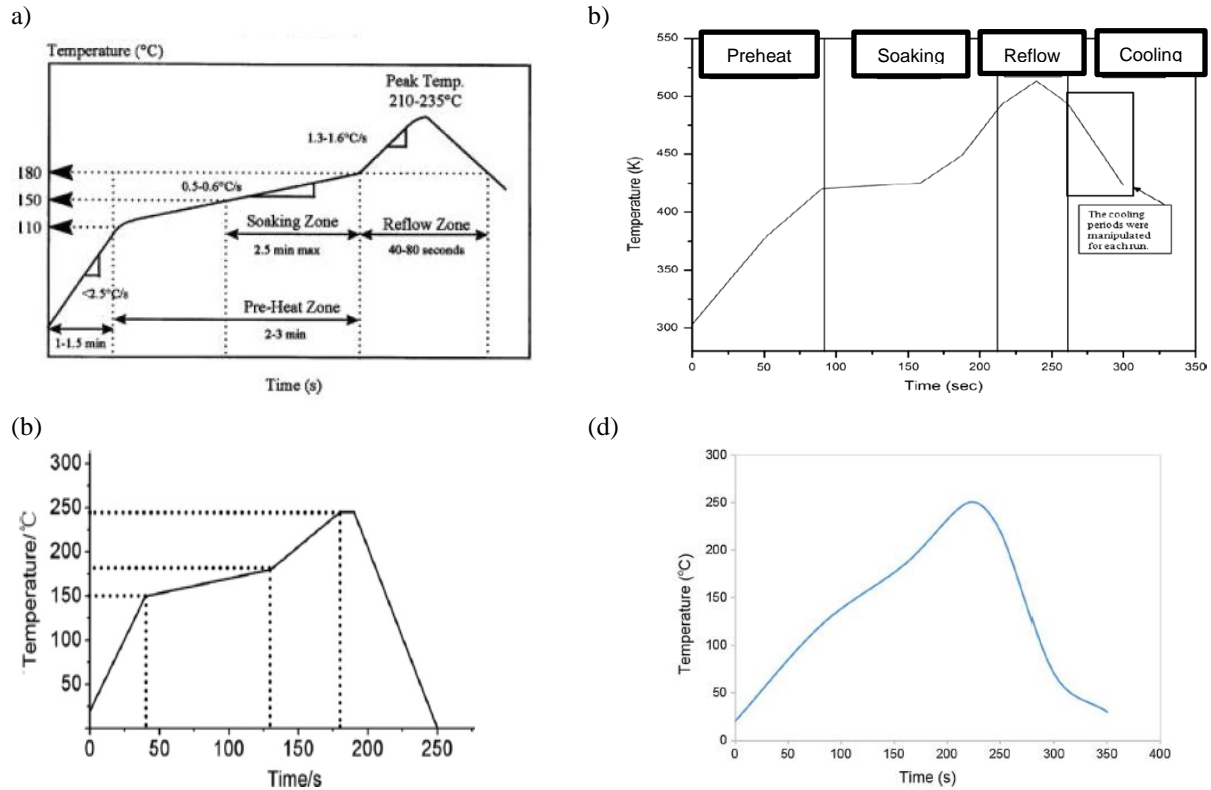 a)
Temperature (°C)
Peak Temp.
210-235°C
1.3-1.6°C/s
180
0.5-0.6°C/s
150
Soaking Zone
Reflow Zone
110
2.5 min max
40-80 seconds
<2.5°C/s
Pre-Heat Zone
1-1.5 min
2-3 min
Time (s)
b)
550
Preheat
Soaking
Reflow
Cooling
500
450
400
350
300
Temperature (K)
The cooling
periods were
manipulated
for each run.
0
50
100
150
200
250
300
350
Time (sec)
(b)
300
250
200
150
100
50
Temperature/°C
0
50
100
150
200
250
Time/s
(d)
300
250
200
150
100
50
0
Temperature (°C)
0
50
100
150
200
250
300
350
400
Time (s)